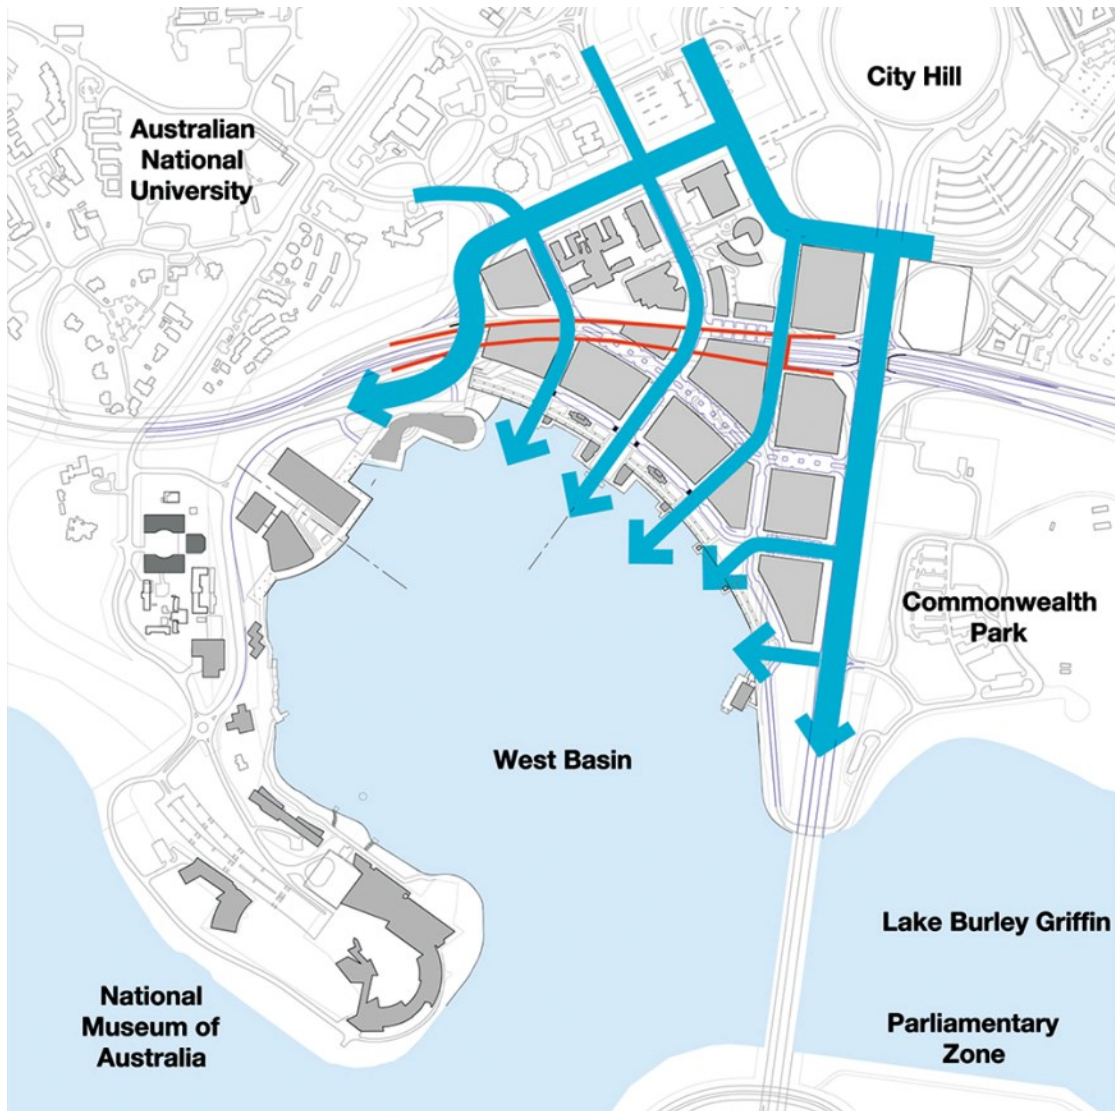 City Hill
Australian
National
University
Commonwealth
Park
West Basin
Lake Burley Griffin
National
Museum of
Australia
Parliamentary
Zone